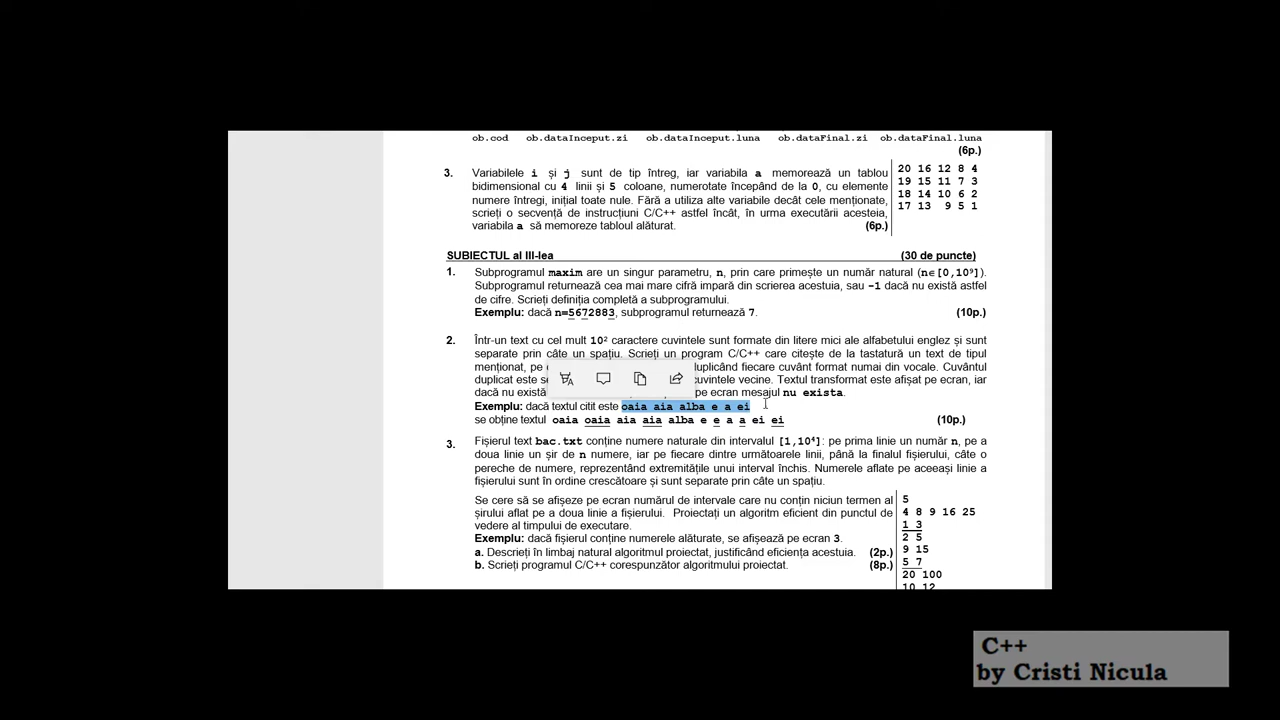 ob.cod ob.dataInceput.zi ob.dataInceput.luna ob.dataFinal.zi ob.dataFinal.luna
(6p.)
3. Variabilele i și j sunt de tip întreg, iar variabila a memorează un tablou
bidimensional cu 4 linii și 5 coloane, numerotate începând de la 0, cu elemente
numere întregi, inițial toate nule. Fără a utiliza alte variabile decât cele menționate,
scrieți o secvență de instrucțiuni C/C++ astfel încât, în urma executării acesteia,
variabila a să memoreze tabloul alăturat. (6p.)
20 16 12 8 4
19 15 11 7 3
18 14 10 6 2
17 13 9 5 1
SUBIECTUL al III-lea (30 de puncte)
1. Subprogramul maxim are un singur parametru, n, prin care primește un număr natural (n∈[0,10⁹]).
Subprogramul returnează cea mai mare cifră impară din scrierea acestuia, sau -1 dacă nu există astfel
de cifre. Scrieți definiția completă a subprogramului.
Exemplu: dacă n=5672883, subprogramul returnează 7. (10p.)
2. Într-un text cu cel mult 10² caractere cuvintele sunt formate din litere mici ale alfabetului englez și sunt
separate prin câte un spațiu. Scrieți un program C/C++ care citește de la tastatură un text de tipul
menționat, pe duplicând fiecare cuvânt format numai din vocale. Cuvântul
duplicat este cuvintele vecine. Textul transformat este afișat pe ecran, iar
dacă nu există pe ecran mesajul nu exista.
Exemplu: dacă textul citit este oaia aia alba e a ei
se obține textul oaia oaia aia aia alba e e a a ei ei (10p.)
3. Fișierul text bac.txt conține numere naturale din intervalul [1,10⁴]: pe prima linie un număr n, pe a
doua linie un șir de n numere, iar pe fiecare dintre următoarele linii, până la finalul fișierului, câte o
pereche de numere, reprezentând extremitățile unui interval închis. Numerele aflate pe aceeași linie a
fișierului sunt în ordine crescătoare și sunt separate prin câte un spațiu.
Se cere să se afișeze pe ecran numărul de intervale care nu conțin niciun termen al
șirului aflat pe a doua linie a fișierului. Proiectați un algoritm eficient din punctul de
vedere al timpului de executare.
Exemplu: dacă fișierul conține numerele alăturate, se afișează pe ecran 3.
a. Descrieți în limbaj natural algoritmul proiectat, justificând eficiența acestuia. (2p.)
b. Scrieți programul C/C++ corespunzător algoritmului proiectat. (8p.)
5
4 8 9 16 25
1 3
2 5
9 15
5 7
20 100
10 12
C++
by Cristi Nicula